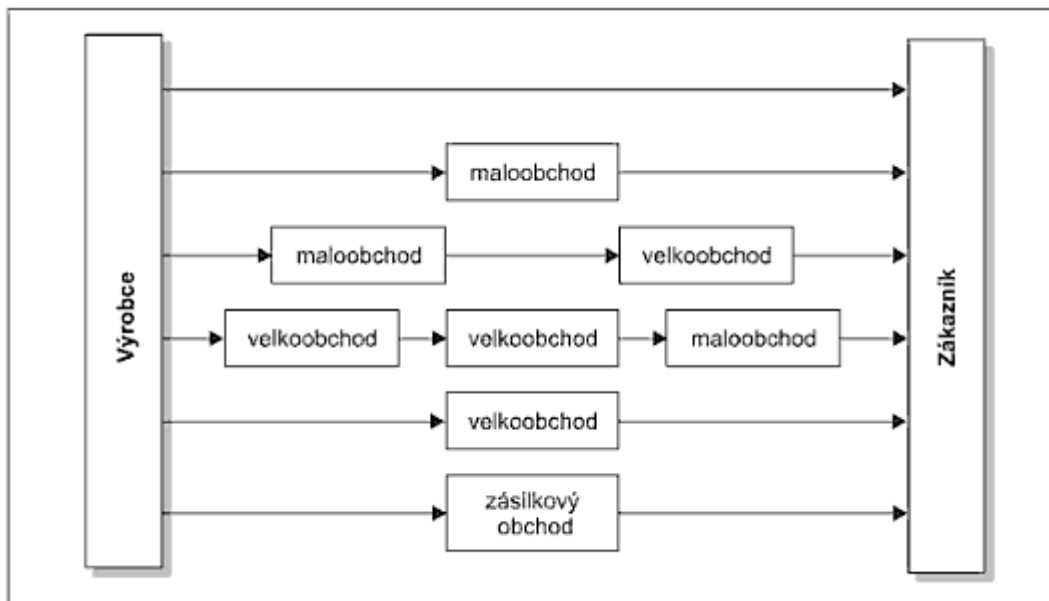 Výrobce
maloobchod
maloobchod
velkoobchod
velkoobchod
velkoobchod
maloobchod
velkoobchod
zásilkový
obchod
Zákazník